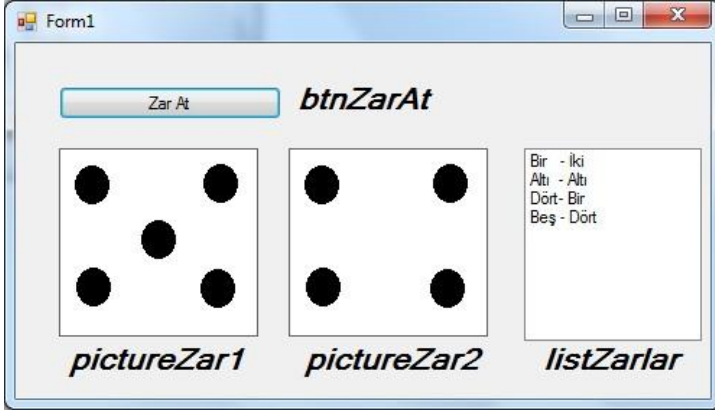 Form1
Zar At
btnZarAt
Bir - İki
Altı - Altı
Dört- Bir
Beş - Dört
pictureZar1
pictureZar2
listZarlar